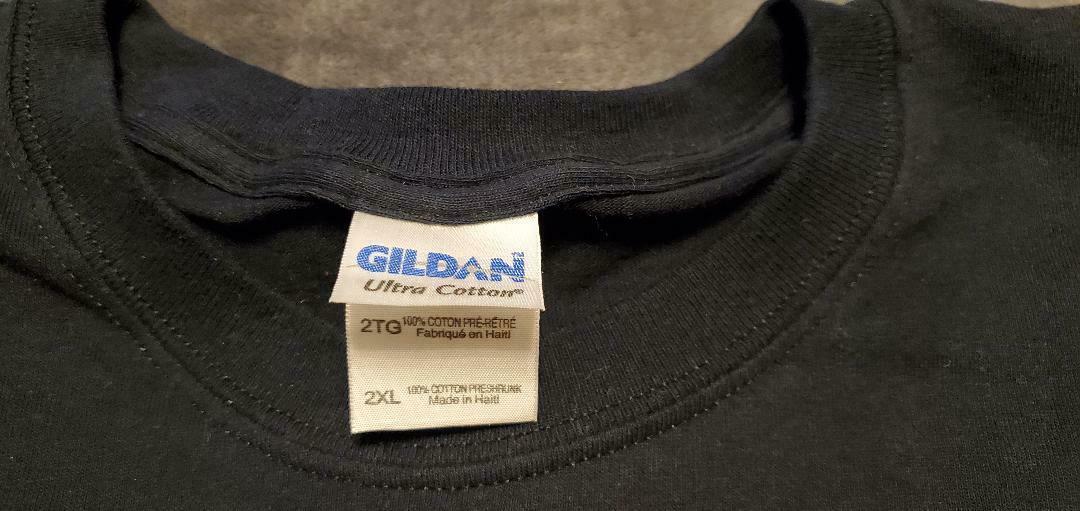 GILDAN
Ultra Cotton®
2TG 100% COTON PRÉ-RÉTRÉ
Fabriqué en Haïti
2XL 100% COTTON PRESHRUNK
Made in Haiti